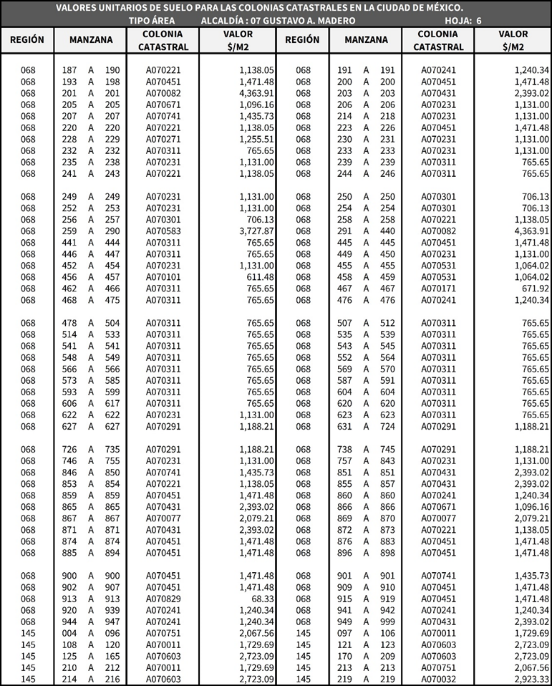 VALORES UNITARIOS DE SUELO PARA LAS COLONIAS CATASTRALES EN LA CIUDAD DE MÉXICO.
TIPO ÁREA ALCALDÍA : 07 GUSTAVO A. MADERO HOJA: 6
REGIÓN MANZANA COLONIA CATASTRAL VALOR $/M2 REGIÓN MANZANA COLONIA CATASTRAL VALOR $/M2
068 187 A 190 A070221 1,138.05 068 191 A 191 A070241 1,240.34
068 193 A 198 A070451 1,471.48 068 200 A 200 A070451 1,471.48
068 201 A 201 A070082 4,363.91 068 203 A 203 A070431 2,393.02
068 205 A 205 A070671 1,096.16 068 206 A 206 A070231 1,131.00
068 207 A 207 A070741 1,435.73 068 214 A 218 A070231 1,131.00
068 220 A 220 A070221 1,138.05 068 223 A 226 A070451 1,471.48
068 228 A 229 A070271 1,255.51 068 230 A 231 A070231 1,131.00
068 232 A 232 A070311 765.65 068 233 A 233 A070231 1,131.00
068 235 A 238 A070231 1,131.00 068 239 A 239 A070311 765.65
068 241 A 243 A070221 1,138.05 068 244 A 246 A070311 765.65
068 249 A 249 A070231 1,131.00 068 250 A 250 A070301 706.13
068 252 A 253 A070231 1,131.00 068 254 A 254 A070301 706.13
068 256 A 257 A070301 706.13 068 258 A 258 A070221 1,138.05
068 259 A 290 A070583 3,727.87 068 291 A 440 A070082 4,363.91
068 441 A 444 A070311 765.65 068 445 A 445 A070451 1,471.48
068 446 A 447 A070311 765.65 068 449 A 450 A070231 1,131.00
068 452 A 454 A070231 1,131.00 068 455 A 455 A070531 1,064.02
068 456 A 457 A070101 611.48 068 458 A 459 A070531 1,064.02
068 462 A 466 A070311 765.65 068 467 A 467 A070171 671.92
068 468 A 475 A070311 765.65 068 476 A 476 A070241 1,240.34
068 478 A 504 A070311 765.65 068 507 A 512 A070311 765.65
068 514 A 533 A070311 765.65 068 535 A 539 A070311 765.65
068 541 A 541 A070311 765.65 068 543 A 545 A070311 765.65
068 548 A 549 A070311 765.65 068 552 A 564 A070311 765.65
068 566 A 566 A070311 765.65 068 569 A 570 A070311 765.65
068 573 A 585 A070311 765.65 068 587 A 591 A070311 765.65
068 593 A 599 A070311 765.65 068 604 A 604 A070311 765.65
068 606 A 617 A070311 765.65 068 620 A 620 A070311 765.65
068 622 A 622 A070231 1,131.00 068 623 A 623 A070311 765.65
068 627 A 627 A070291 1,188.21 068 631 A 724 A070291 1,188.21
068 726 A 735 A070291 1,188.21 068 738 A 745 A070291 1,188.21
068 746 A 755 A070231 1,131.00 068 757 A 843 A070231 1,131.00
068 846 A 850 A070741 1,435.73 068 851 A 851 A070431 2,393.02
068 853 A 854 A070221 1,138.05 068 855 A 857 A070431 2,393.02
068 859 A 859 A070451 1,471.48 068 860 A 860 A070241 1,240.34
068 865 A 865 A070431 2,393.02 068 866 A 866 A070671 1,096.16
068 867 A 867 A070077 2,079.21 068 869 A 870 A070077 2,079.21
068 871 A 871 A070431 2,393.02 068 872 A 873 A070221 1,138.05
068 874 A 874 A070451 1,471.48 068 876 A 883 A070451 1,471.48
068 885 A 894 A070451 1,471.48 068 896 A 898 A070451 1,471.48
068 900 A 900 A070451 1,471.48 068 901 A 901 A070741 1,435.73
068 902 A 907 A070451 1,471.48 068 909 A 910 A070451 1,471.48
068 913 A 913 A070829 68.33 068 915 A 919 A070451 1,471.48
068 920 A 939 A070241 1,240.34 068 941 A 942 A070241 1,240.34
068 944 A 947 A070241 1,240.34 068 949 A 999 A070431 2,393.02
145 004 A 096 A070751 2,067.56 145 097 A 106 A070011 1,729.69
145 108 A 120 A070011 1,729.69 145 121 A 123 A070603 2,723.09
145 125 A 165 A070603 2,723.09 145 170 A 209 A070603 2,723.09
145 210 A 212 A070011 1,729.69 145 213 A 213 A070751 2,067.56
145 214 A 216 A070603 2,723.09 145 219 A 219 A070032 2,923.33